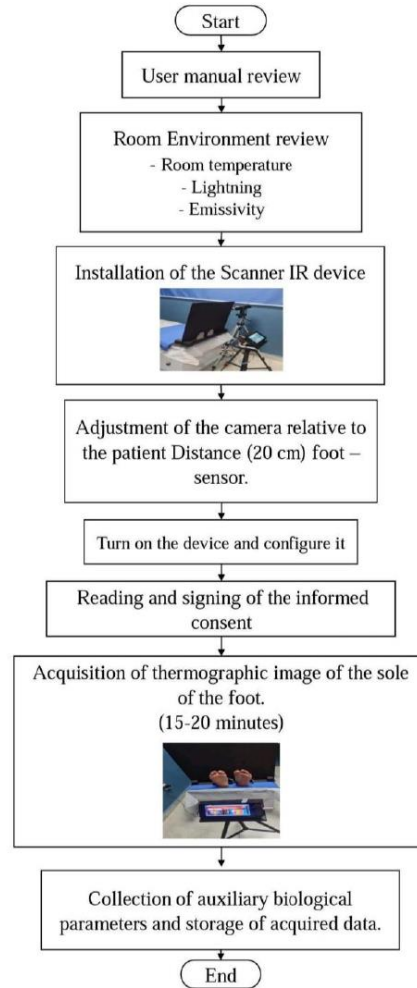 Start
User manual review
Room Environment review
- Room temperature
- Lightning
- Emissivity
Installation of the Scanner IR device
Adjustment of the camera relative to
the patient Distance (20 cm) foot –
sensor.
Turn on the device and configure it
Reading and signing of the informed
consent
Acquisition of thermographic image of the sole
of the foot.
(15-20 minutes)
Collection of auxiliary biological
parameters and storage of acquired data.
End